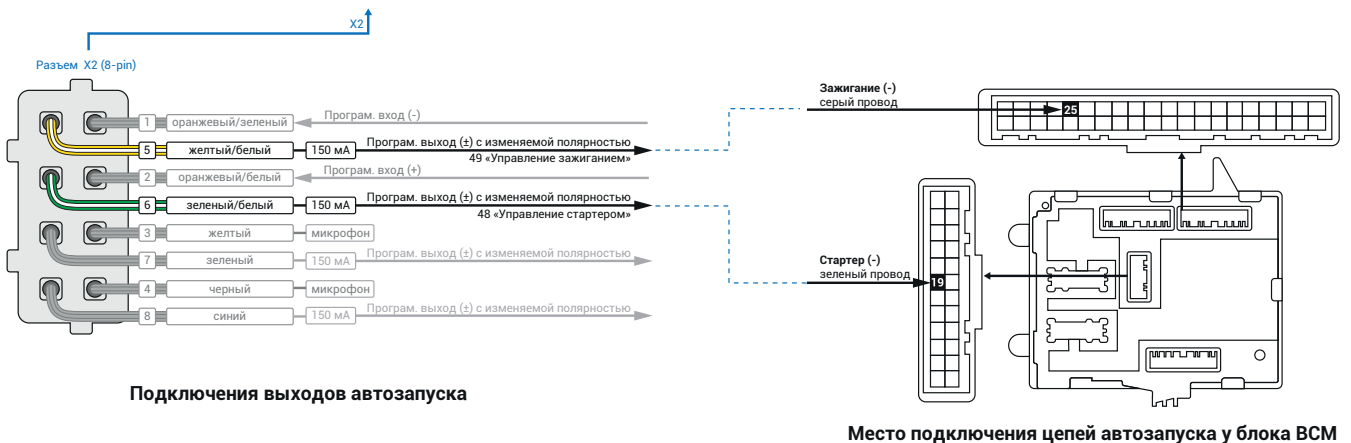 X2
Разъем X2 (8-pin)
1 оранжевый/зеленый Програм. вход (-)
5 желтый/белый 150 мА Програм. выход (±) с изменяемой полярностью
49 «Управление зажиганием»
2 оранжевый/белый Програм. вход (+)
6 зеленый/белый 150 мА Програм. выход (±) с изменяемой полярностью
48 «Управление стартером»
3 желтый микрофон
7 зеленый 150 мА Програм. выход (±) с изменяемой полярностью
4 черный микрофон
8 синий 150 мА Програм. выход (±) с изменяемой полярностью
Подключения выходов автозапуска
Зажигание (-)
серый провод
25
Стартер (-)
зеленый провод
19
Место подключения цепей автозапуска у блока BCM